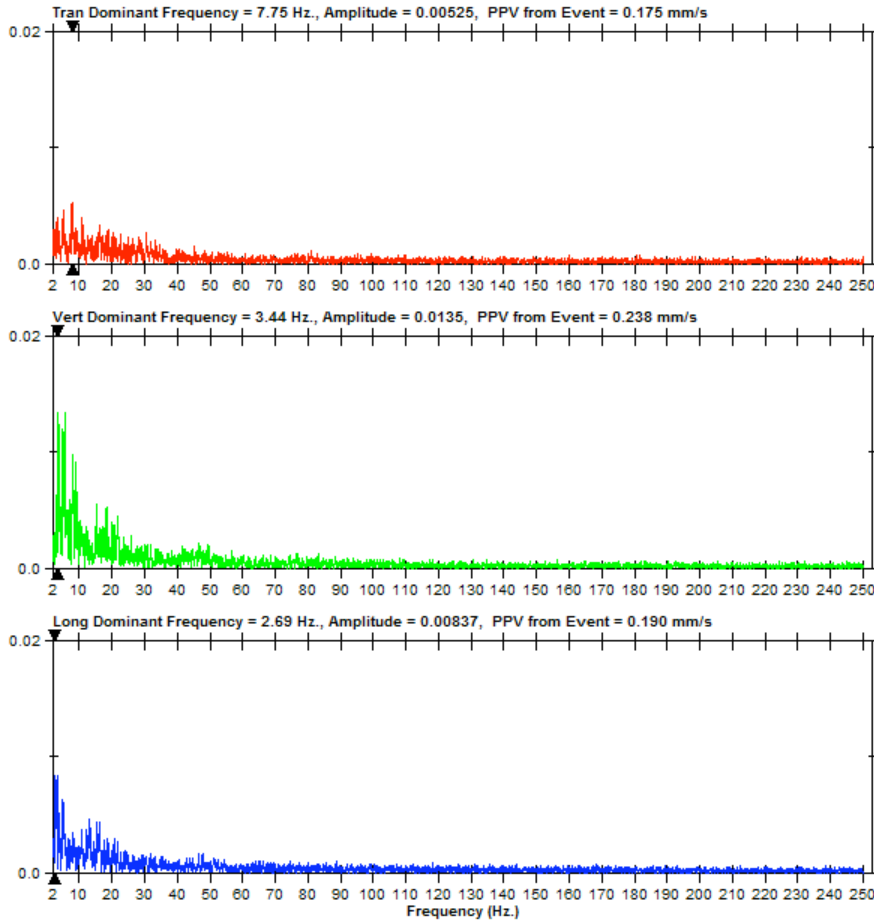 Tran Dominant Frequency = 7.75 Hz., Amplitude = 0.00525, PPV from Event = 0.175 mm/s
0.02
0.0
2 10 20 30 40 50 60 70 80 90 100 110 120 130 140 150 160 170 180 190 200 210 220 230 240 250
Vert Dominant Frequency = 3.44 Hz., Amplitude = 0.0135, PPV from Event = 0.238 mm/s
0.02
0.0
2 10 20 30 40 50 60 70 80 90 100 110 120 130 140 150 160 170 180 190 200 210 220 230 240 250
Long Dominant Frequency = 2.69 Hz., Amplitude = 0.00837, PPV from Event = 0.190 mm/s
0.02
0.0
2 10 20 30 40 50 60 70 80 90 100 110 120 130 140 150 160 170 180 190 200 210 220 230 240 250
Frequency (Hz.)